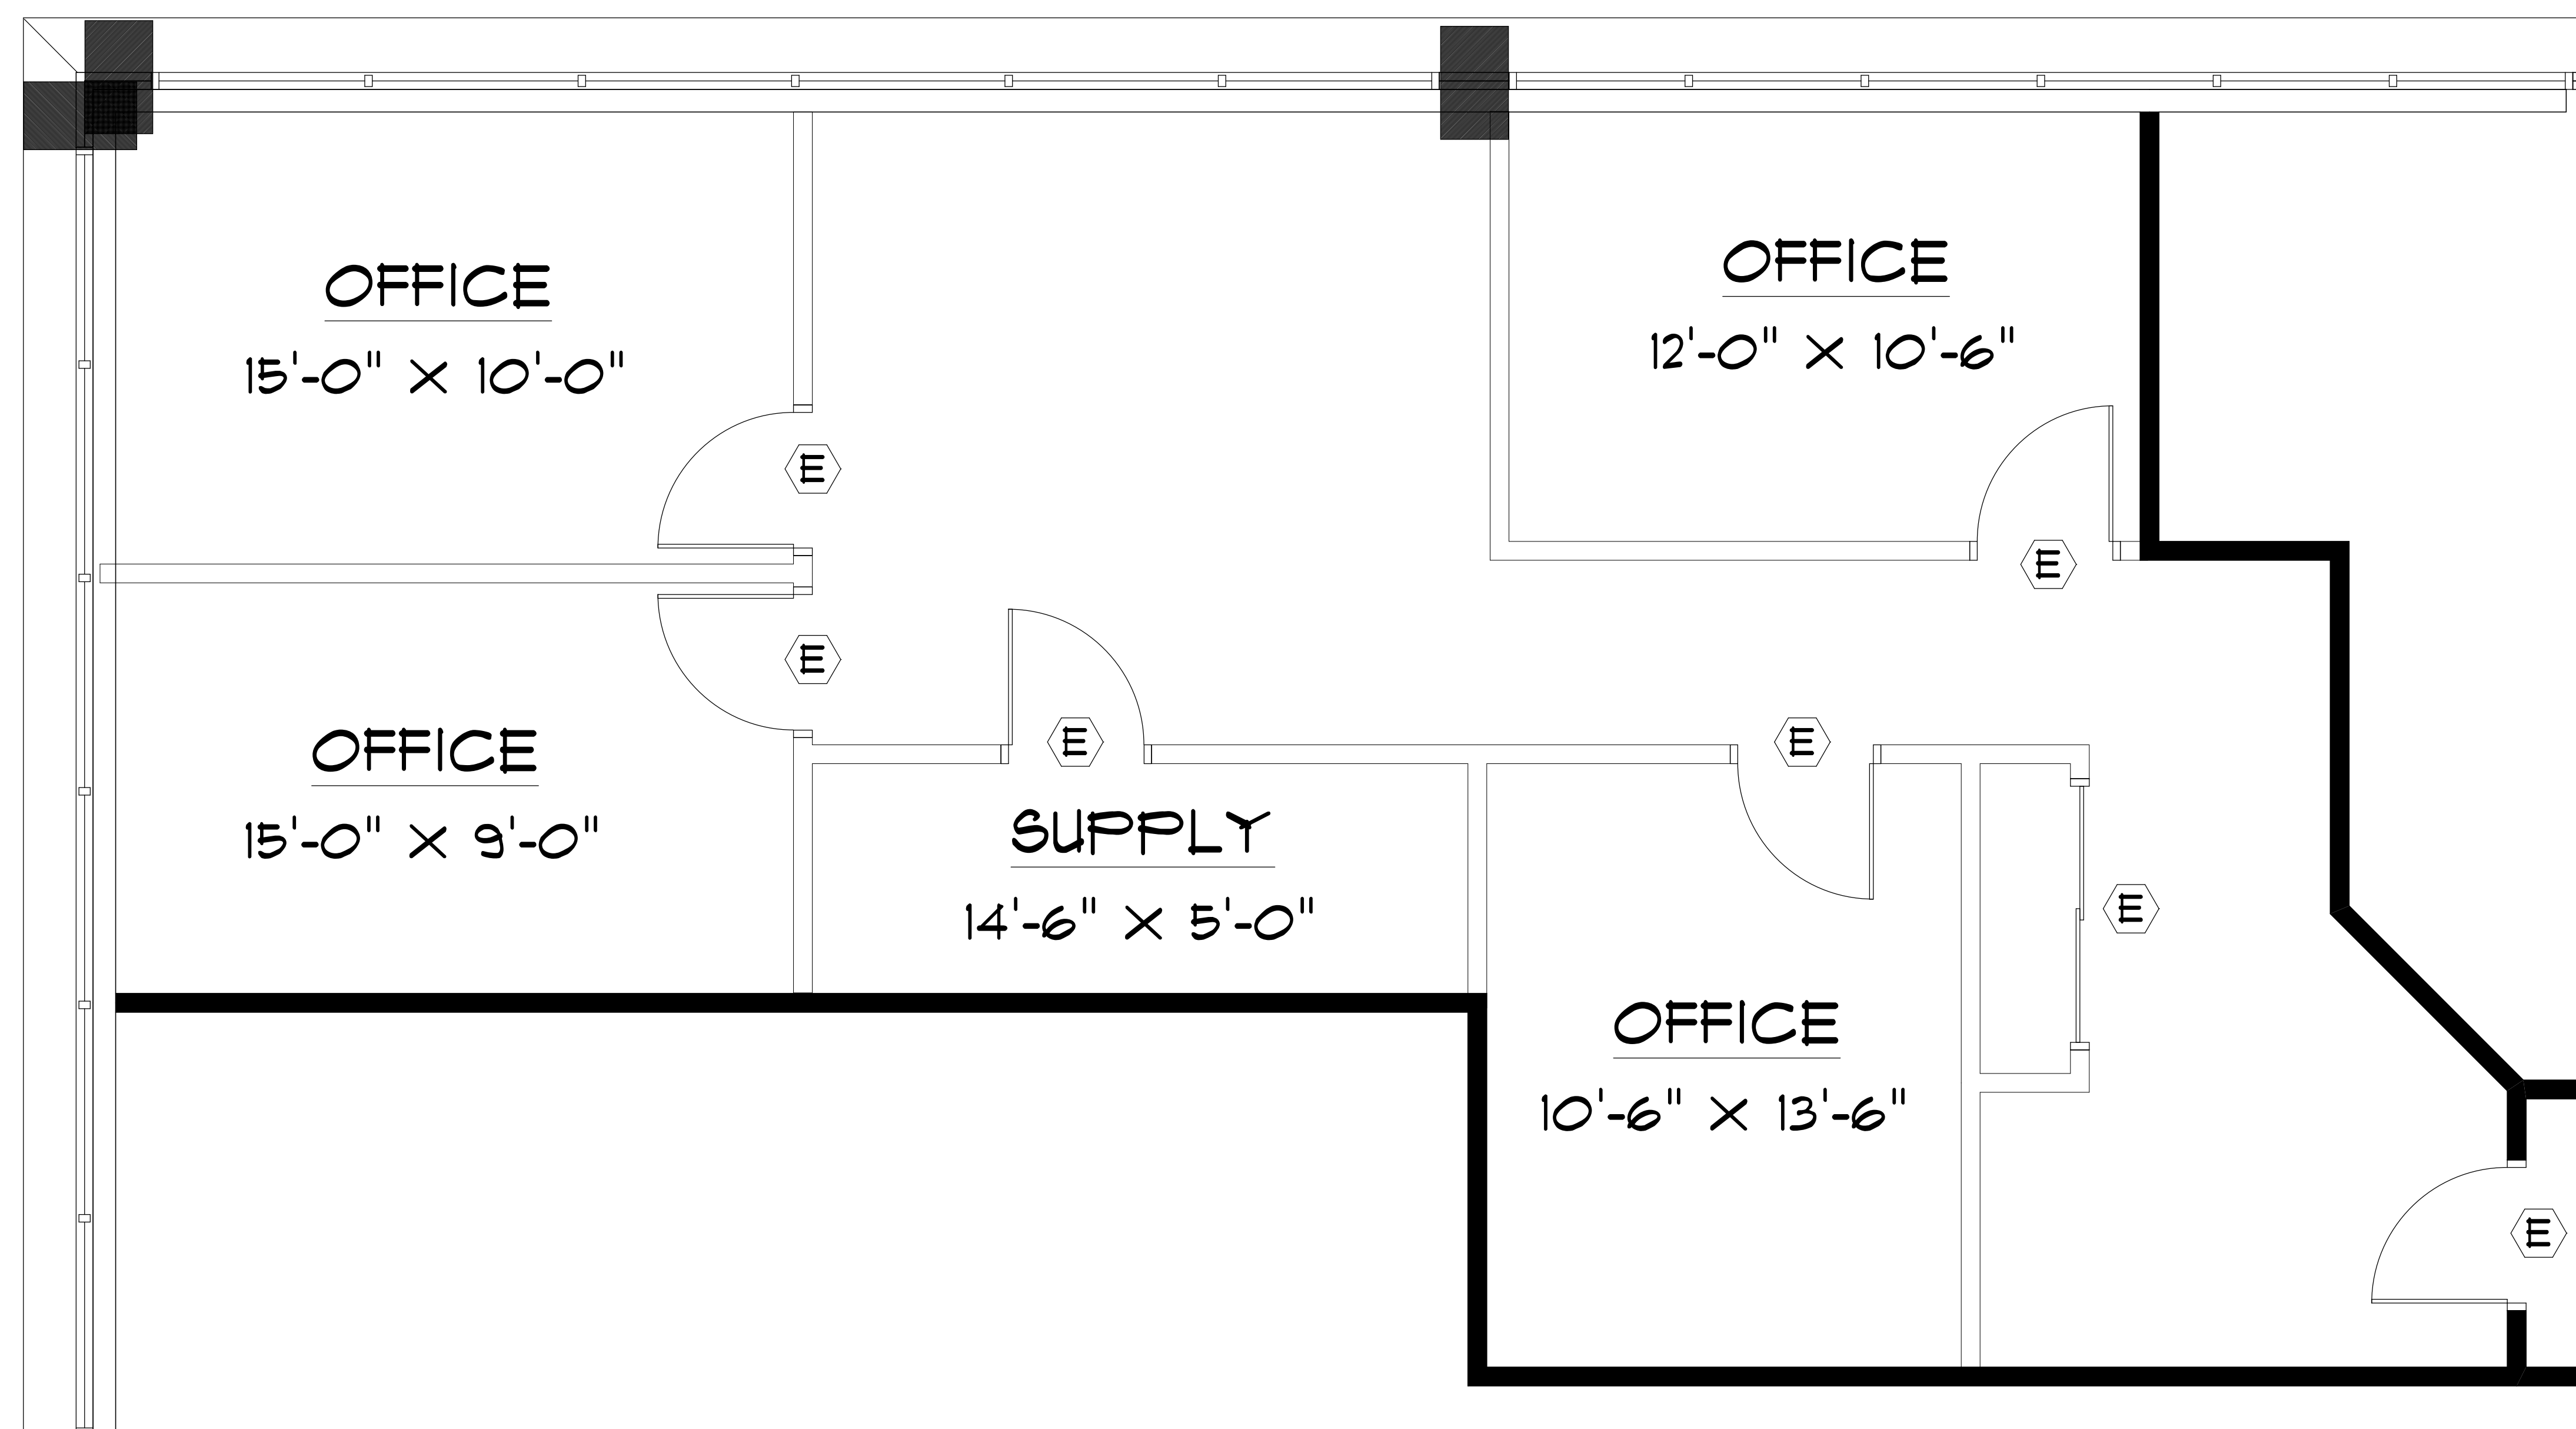 OFFICE
15'-0" X 10'-0"
OFFICE
12'-0" X 10'-6"
E
E
E
OFFICE
15'-0" X 9'-0"
E
E
SUPPLY
14'-6" X 5'-0"
E
OFFICE
10'-6" X 13'-6"
E